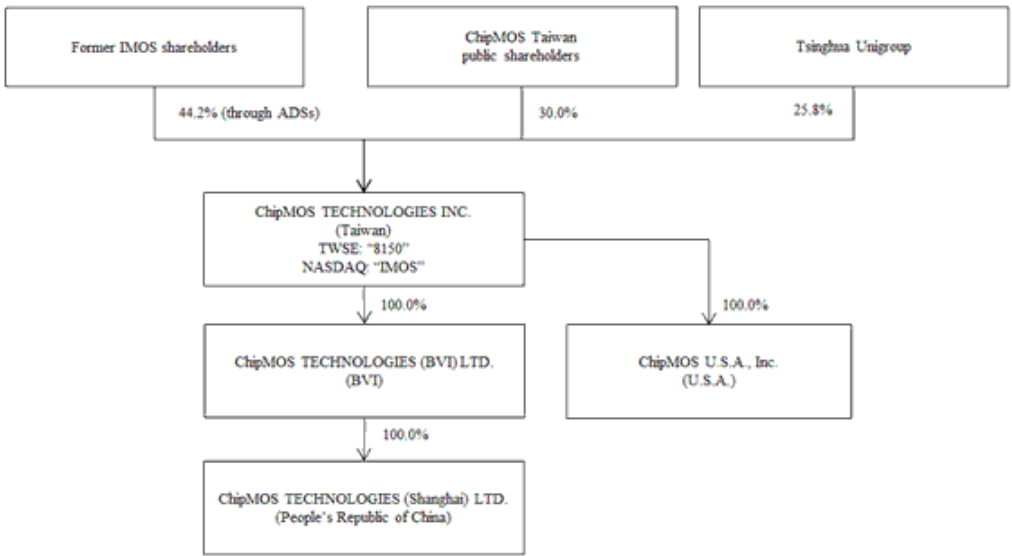 Former IMOS shareholders
ChipMOS Taiwan
public shareholders
Tsinghua Unigroup
44.2% (through ADSs)
30.0%
25.8%
ChipMOS TECHNOLOGIES INC.
(Taiwan)
TWSE: “8150”
NASDAQ: “IMOS”
100.0%
100.0%
ChipMOS TECHNOLOGIES (BVI) LTD.
(BVI)
ChipMOS U.S.A., Inc.
(U.S.A.)
100.0%
ChipMOS TECHNOLOGIES (Shanghai) LTD.
(People’s Republic of China)